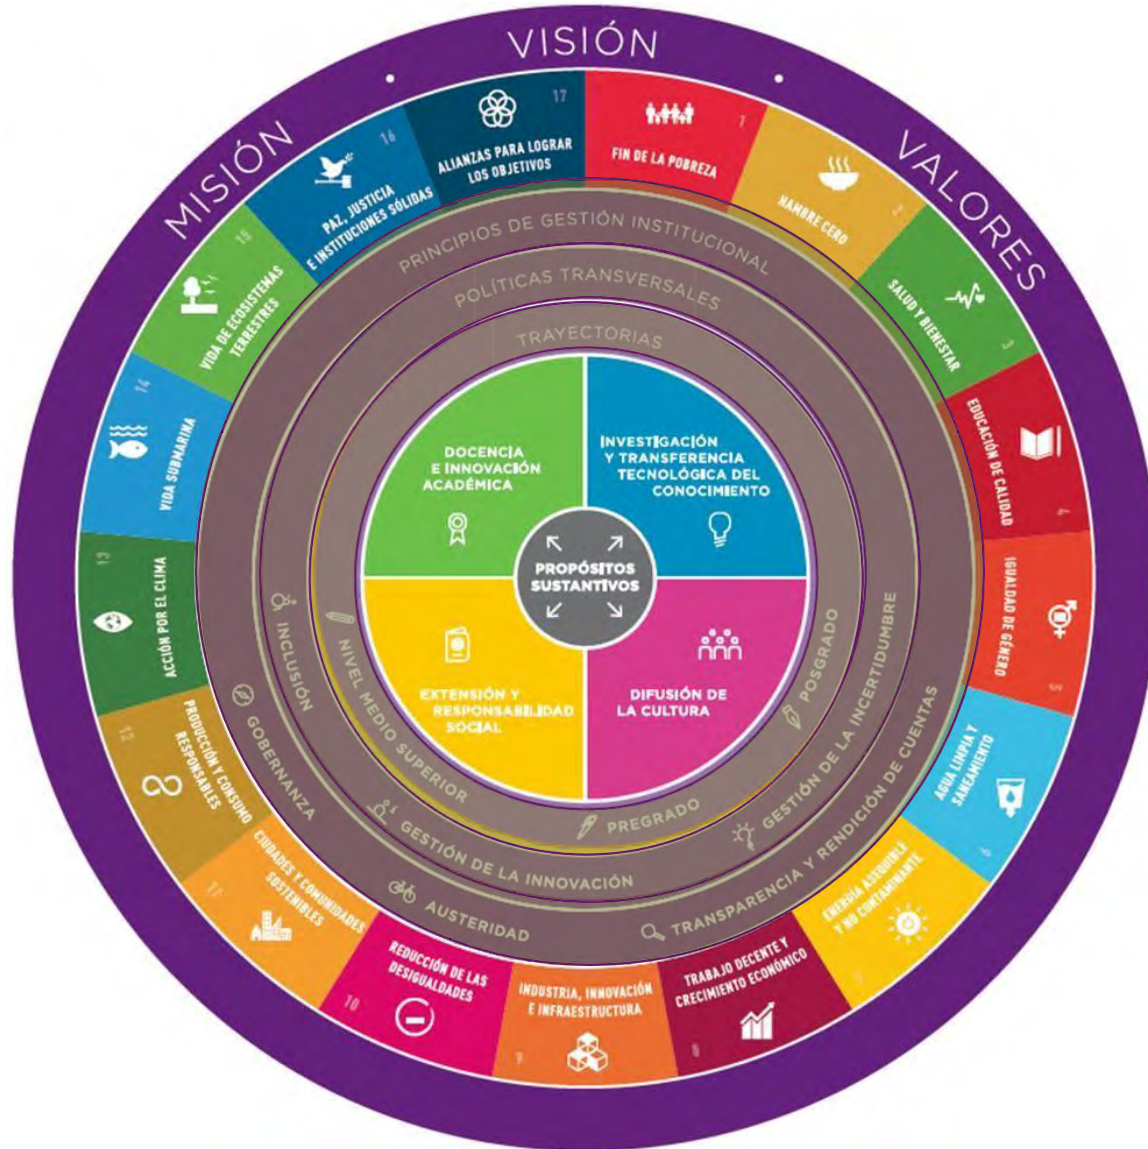 MISIÓN
VISIÓN
VALORES
1
FIN DE LA POBREZA
2
HAMBRE CERO
3
SALUD Y BIENESTAR
4
EDUCACIÓN DE CALIDAD
5
IGUALDAD DE GÉNERO
6
AGUA LIMPIA Y
SANEAMIENTO
7
ENERGÍA ASEQUIBLE
Y NO CONTAMINANTE
8
TRABAJO DECENTE Y
CRECIMIENTO ECONÓMICO
9
INDUSTRIA, INNOVACIÓN
E INFRAESTRUCTURA
10
REDUCCIÓN DE LAS
DESIGUALDADES
11
CIUDADES Y COMUNIDADES
SOSTENIBLES
12
PRODUCCIÓN Y CONSUMO
RESPONSABLES
13
ACCIÓN POR EL CLIMA
14
VIDA SUBMARINA
15
VIDA DE ECOSISTEMAS
TERRESTRES
16
PAZ, JUSTICIA
E INSTITUCIONES SÓLIDAS
17
ALIANZAS PARA LOGRAR
LOS OBJETIVOS
PRINCIPIOS DE GESTIÓN INSTITUCIONAL
GOBERNANZA
AUSTERIDAD
TRANSPARENCIA Y RENDICIÓN DE CUENTAS
POLÍTICAS TRANSVERSALES
INCLUSIÓN
GESTIÓN DE LA INNOVACIÓN
GESTIÓN DE LA INCERTIDUMBRE
TRAYECTORIAS
NIVEL MEDIO SUPERIOR
PREGRADO
POSGRADO
DOCENCIA
E INNOVACIÓN
ACADÉMICA
INVESTIGACIÓN
Y TRANSFERENCIA
TECNOLÓGICA DEL
CONOCIMIENTO
PROPÓSITOS
SUSTANTIVOS
EXTENSIÓN Y
RESPONSABILIDAD
SOCIAL
DIFUSIÓN DE
LA CULTURA